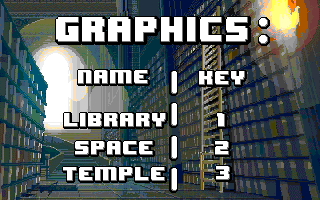 GRAPHICS:
NAME | KEY
LIBRARY | 1
SPACE | 2
TEMPLE | 3